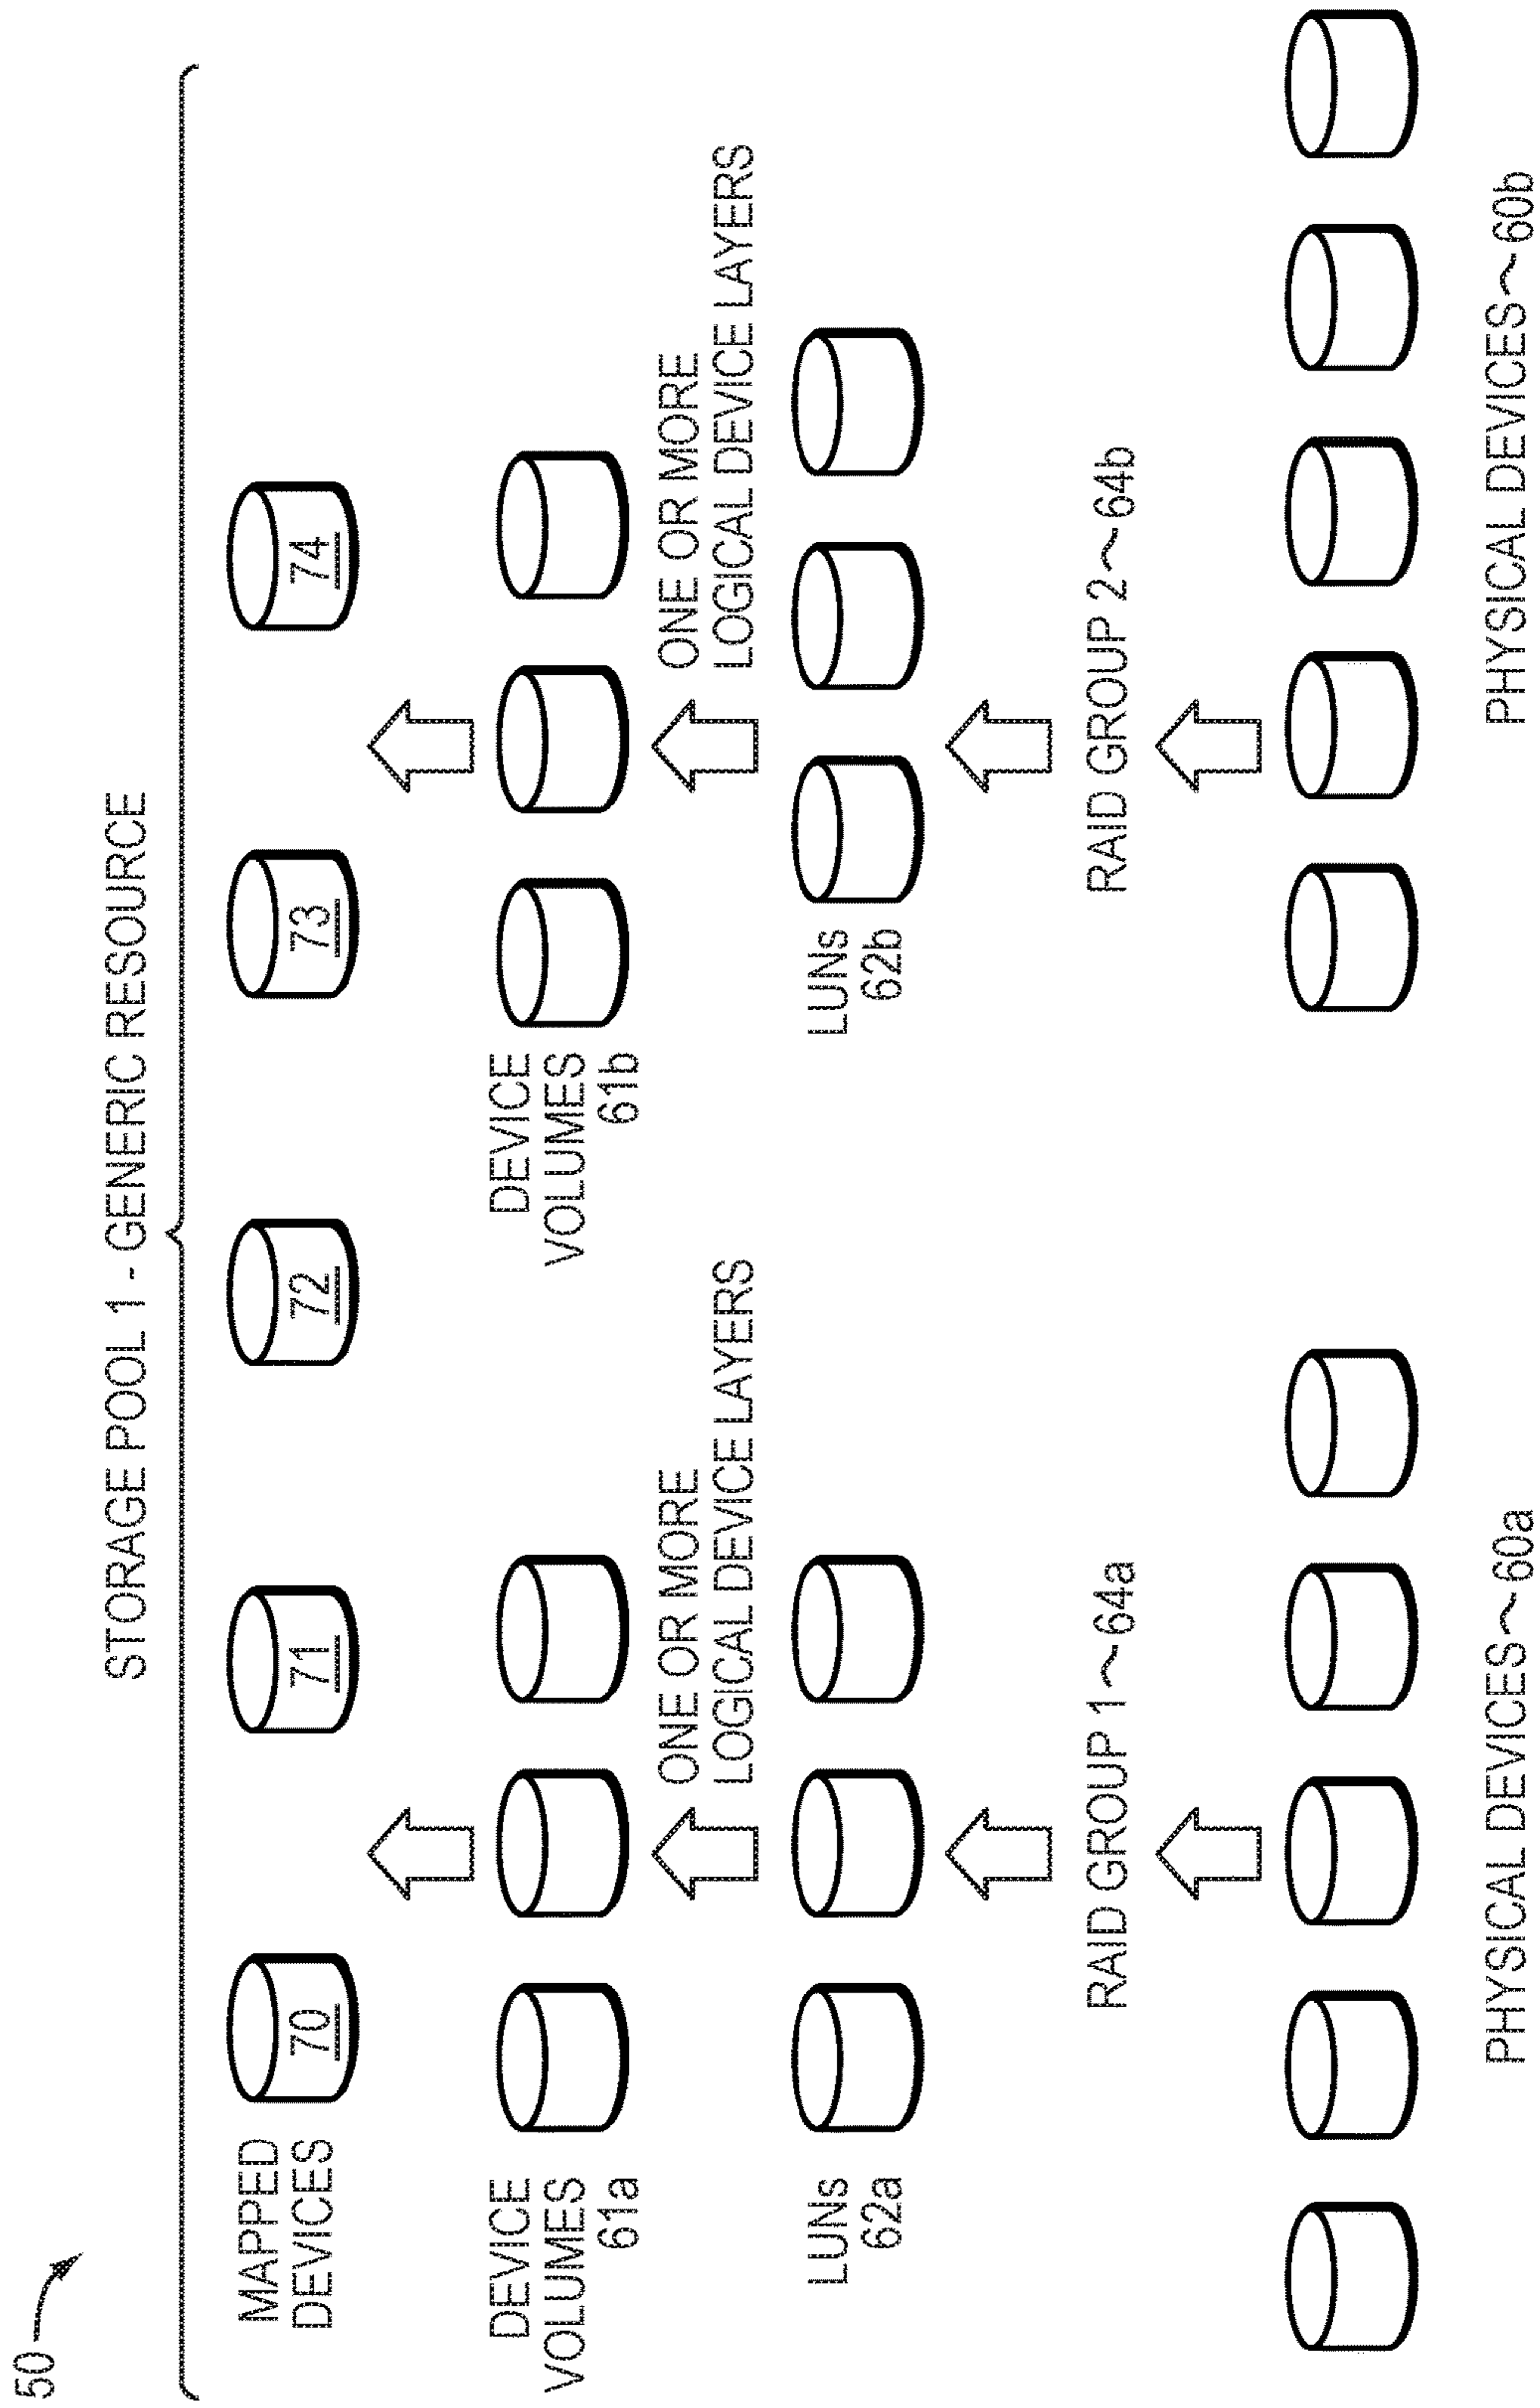 50
STORAGE POOL 1 - GENERIC RESOURCE
MAPPED
DEVICES
70
71
72
73
74
DEVICE
VOLUMES
61a
DEVICE
VOLUMES
61b
ONE OR MORE
LOGICAL DEVICE LAYERS
ONE OR MORE
LOGICAL DEVICE LAYERS
LUNs
62a
LUNs
62b
RAID GROUP 1~64a
RAID GROUP 2~64b
PHYSICAL DEVICES~60a
PHYSICAL DEVICES~60b